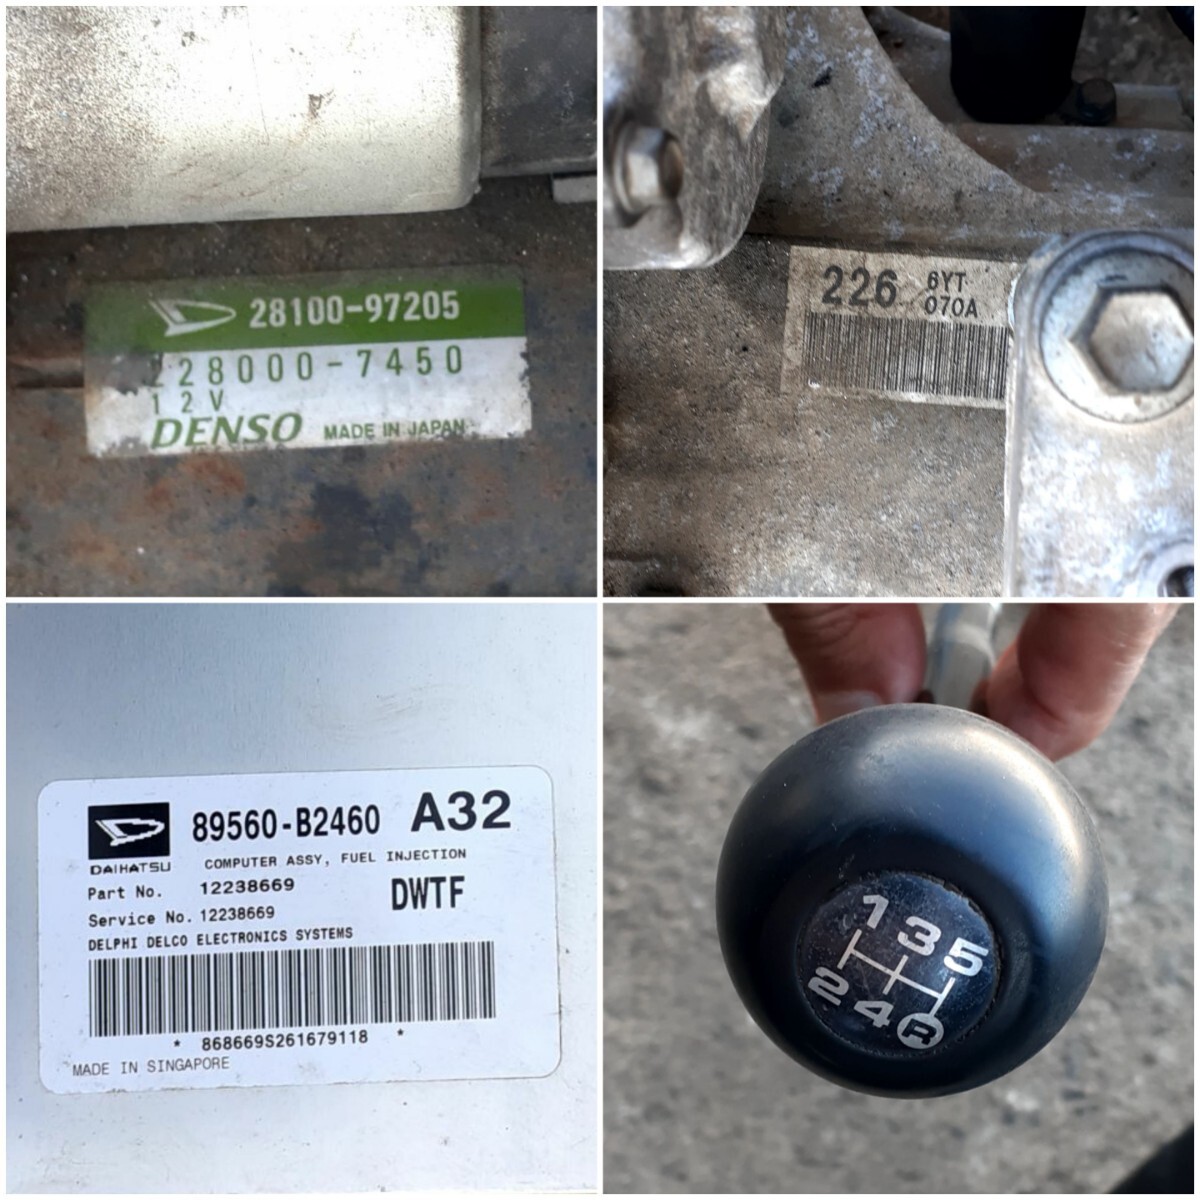 28100-97205
228000-7450
12V
DENSO MADE IN JAPAN
226 6YT
070A
89560-B2460 A32
DAIHATSU
COMPUTER ASSY, FUEL INJECTION
Part No. 12238669
DWTF
Service No. 12238669
DELPHI DELCO ELECTRONICS SYSTEMS
* 868669S261679118 *
MADE IN SINGAPORE
1 3 5
2 4 R